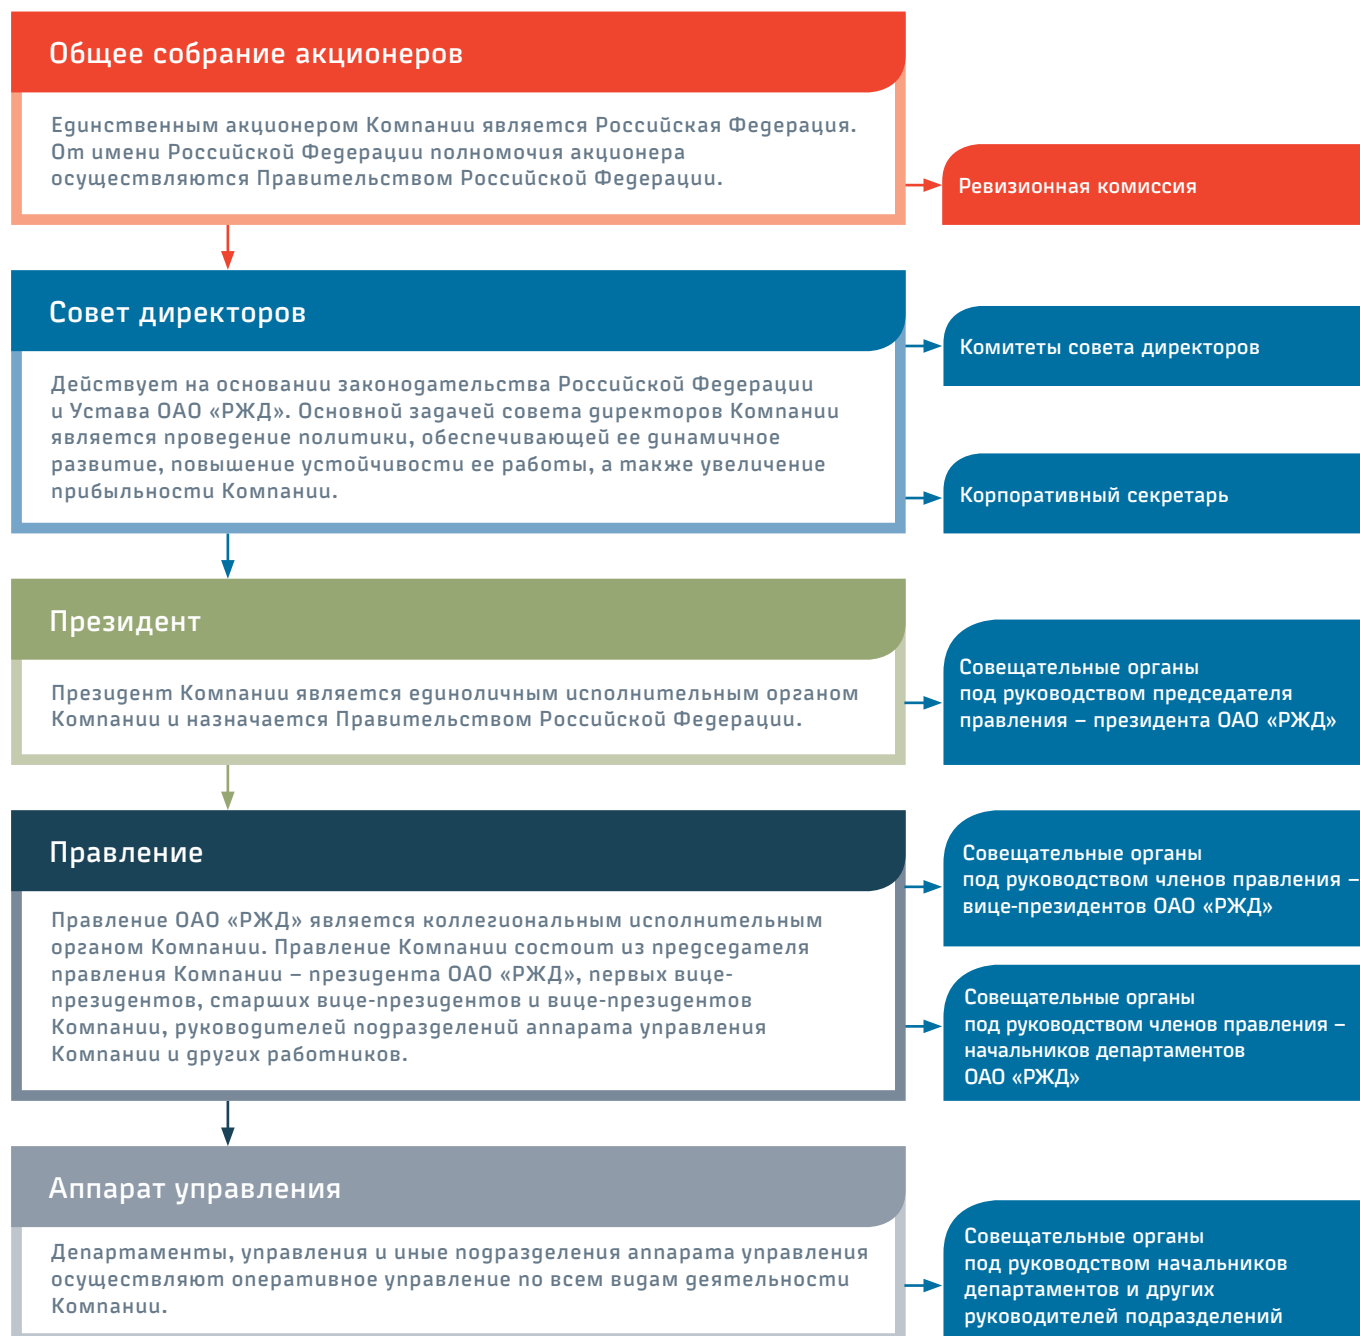 Общее собрание акционеров
Единственным акционером Компании является Российская Федерация.
От имени Российской Федерации полномочия акционера
осуществляются Правительством Российской Федерации.
Ревизионная комиссия
Совет директоров
Действует на основании законодательства Российской Федерации
и Устава ОАО «РЖД». Основной задачей совета директоров Компании
является проведение политики, обеспечивающей ее динамичное
развитие, повышение устойчивости ее работы, а также увеличение
прибыльности Компании.
Комитеты совета директоров
Корпоративный секретарь
Президент
Президент Компании является единоличным исполнительным органом
Компании и назначается Правительством Российской Федерации.
Совещательные органы
под руководством председателя
правления – президента ОАО «РЖД»
Правление
Правление ОАО «РЖД» является коллегиальным исполнительным
органом Компании. Правление Компании состоит из председателя
правления Компании – президента ОАО «РЖД», первых вице-
президентов, старших вице-президентов и вице-президентов
Компании, руководителей подразделений аппарата управления
Компании и других работников.
Совещательные органы
под руководством членов правления –
вице-президентов ОАО «РЖД»
Совещательные органы
под руководством членов правления –
начальников департаментов
ОАО «РЖД»
Аппарат управления
Департаменты, управления и иные подразделения аппарата управления
осуществляют оперативное управление по всем видам деятельности
Компании.
Совещательные органы
под руководством начальников
департаментов и других
руководителей подразделений